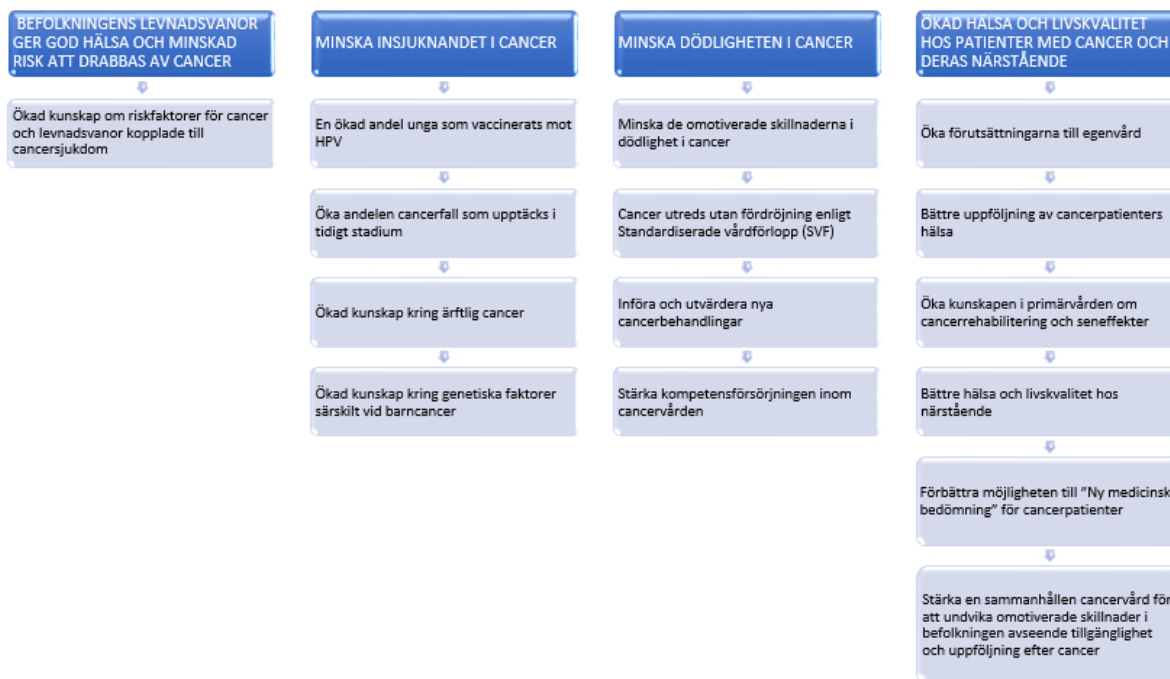 BEFOLKNINGENS LEVNADSVANOR
GER GOD HÄLSA OCH MINSKAD
RISK ATT DRABBAS AV CANCER
Ökad kunskap om riskfaktorer för cancer
och levnadsvanor kopplade till
cancersjukdom
MINSKA INSJUKNANDET I CANCER
En ökad andel unga som vaccinerats mot
HPV
Öka andelen cancerfall som upptäcks i
tidigt stadium
Ökad kunskap kring ärftlig cancer
Ökad kunskap kring genetiska faktorer
särskilt vid barncancer
MINSKA DÖDLIGHETEN I CANCER
Minska de omotiverade skillnaderna i
dödlighet i cancer
Cancer utreds utan fördröjning enligt
Standardiserade vårdförlopp (SVF)
Införa och utvärdera nya
cancerbehandlingar
Stärka kompetensförsörjningen inom
cancervården
ÖKAD HÄLSA OCH LIVSKVALITET
HOS PATIENTER MED CANCER OCH
DERAS NÄRSTÅENDE
Öka förutsättningarna till egenvård
Bättre uppföljning av cancerpatienters
hälsa
Öka kunskapen i primärvården om
cancerrehabilitering och seneffekter
Bättre hälsa och livskvalitet hos
närstående
Förbättra möjligheten till ”Ny medicinsk
bedömning” för cancerpatienter
Stärka en sammanhållen cancervård för
att undvika omotiverade skillnader i
befolkningen avseende tillgänglighet
och uppföljning efter cancer